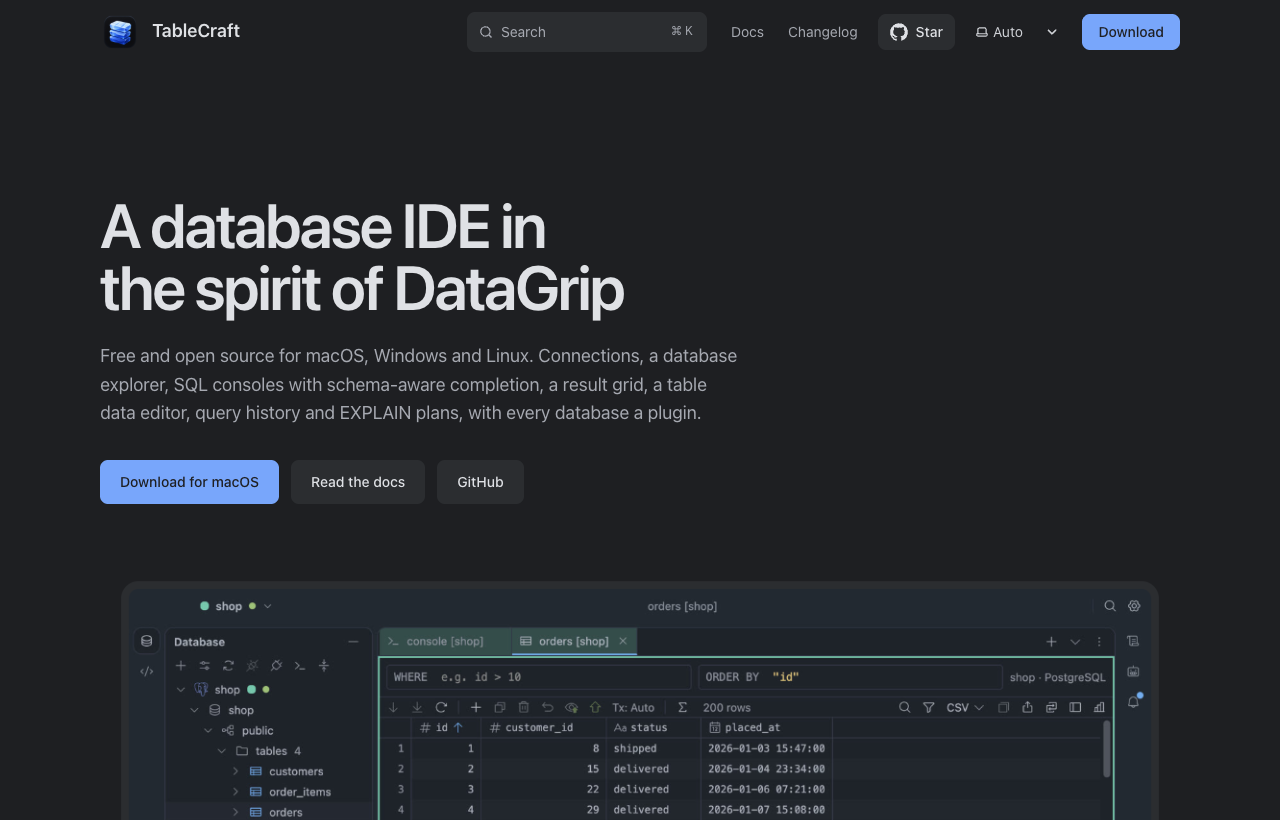 TableCraft
Search ⌘ K
Docs
Changelog
Star
Auto
Download
A database IDE in
the spirit of DataGrip
Free and open source for macOS, Windows and Linux. Connections, a database
explorer, SQL consoles with schema-aware completion, a result grid, a table
data editor, query history and EXPLAIN plans, with every database a plugin.
Download for macOS
Read the docs
GitHub
shop
orders [shop]
Database
console [shop]
orders [shop]
WHERE e.g. id > 10
ORDER BY "id"
shop · PostgreSQL
Tx: Auto
200 rows
CSV
shop
shop
public
tables 4
customers
order_items
orders
# id # customer_id Aa status placed_at
1 1 8 shipped 2026-01-03 15:47:00
2 2 15 delivered 2026-01-04 23:34:00
3 3 22 delivered 2026-01-06 07:21:00
4 4 29 delivered 2026-01-07 15:08:00